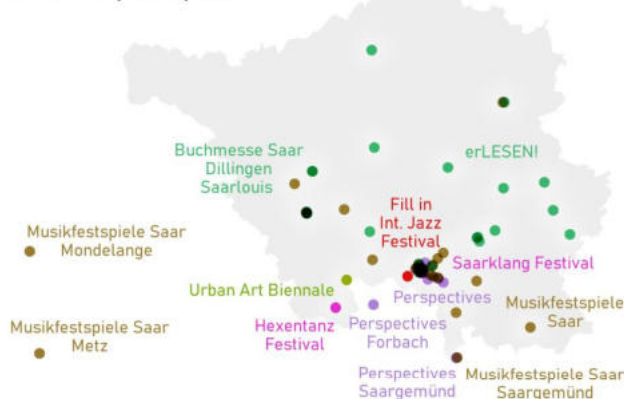 Buchmesse Saar
Dillingen
Saarlouis
erLESEN!
Fill in
Int. Jazz
Festival
Musikfestspiele Saar
Mondelange
Saarklang Festival
Urban Art Biennale
Perspectives
Musikfestspiele
Saar
Hexentanz
Festival
Perspectives
Forbach
Musikfestspiele Saar
Metz
Perspectives
Saargemünd
Musikfestspiele Saar
Saargemünd